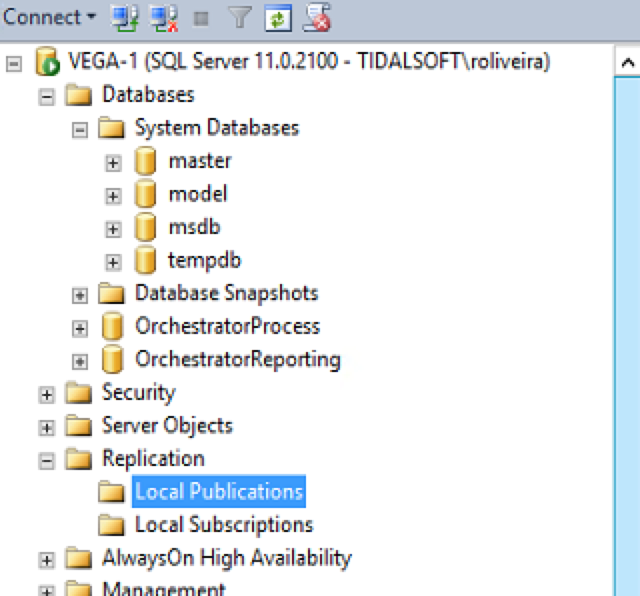 Connect
VEGA-1 (SQL Server 11.0.2100 - TIDALSOFT\roliveira)
Databases
System Databases
master
model
msdb
tempdb
Database Snapshots
OrchestratorProcess
OrchestratorReporting
Security
Server Objects
Replication
Local Publications
Local Subscriptions
AlwaysOn High Availability
Management